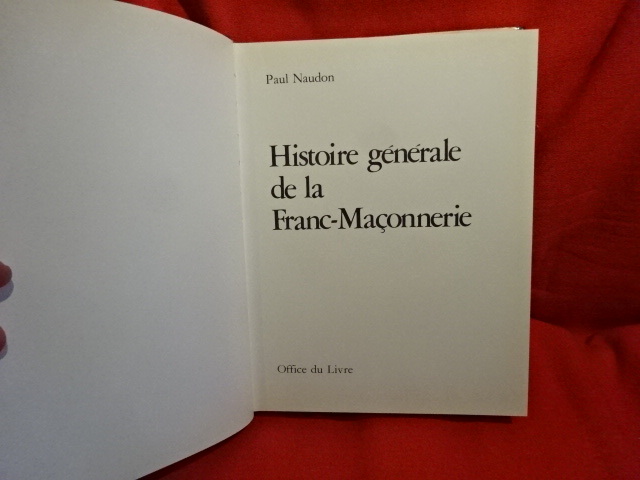 Paul Naudon
Histoire générale
de la
Franc-Maçonnerie
Office du Livre